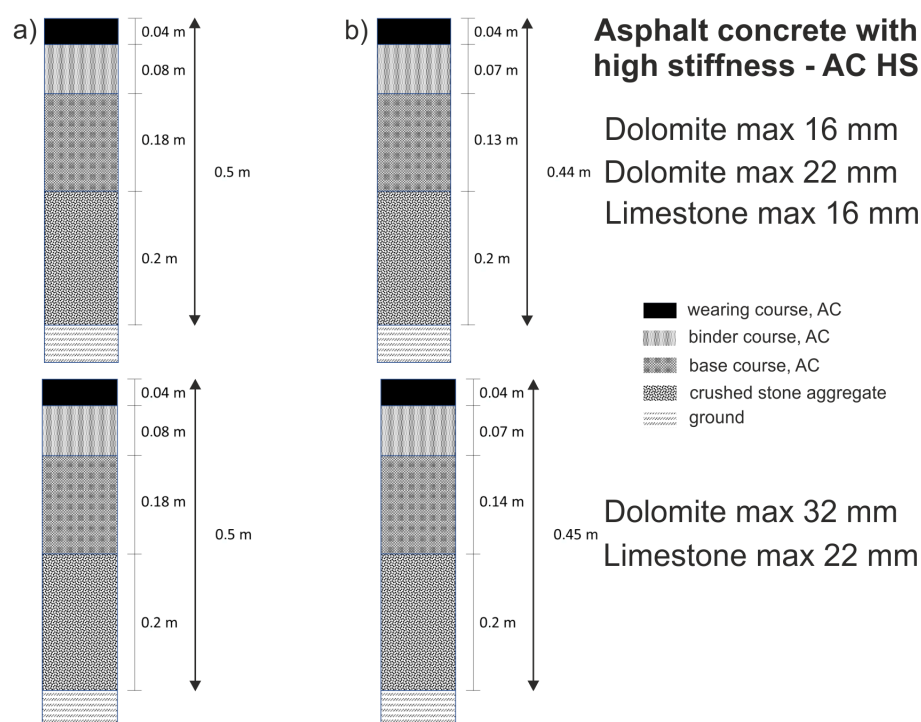 a)
0.04 m
0.08 m
0.18 m
0.5 m
0.2 m
b)
0.04 m
0.07 m
0.13 m
0.44 m
0.2 m
Asphalt concrete with
high stiffness - AC HS
Dolomite max 16 mm
Dolomite max 22 mm
Limestone max 16 mm
wearing course, AC
binder course, AC
base course, AC
crushed stone aggregate
ground
0.04 m
0.08 m
0.18 m
0.5 m
0.2 m
0.04 m
0.07 m
0.14 m
0.45 m
0.2 m
Dolomite max 32 mm
Limestone max 22 mm